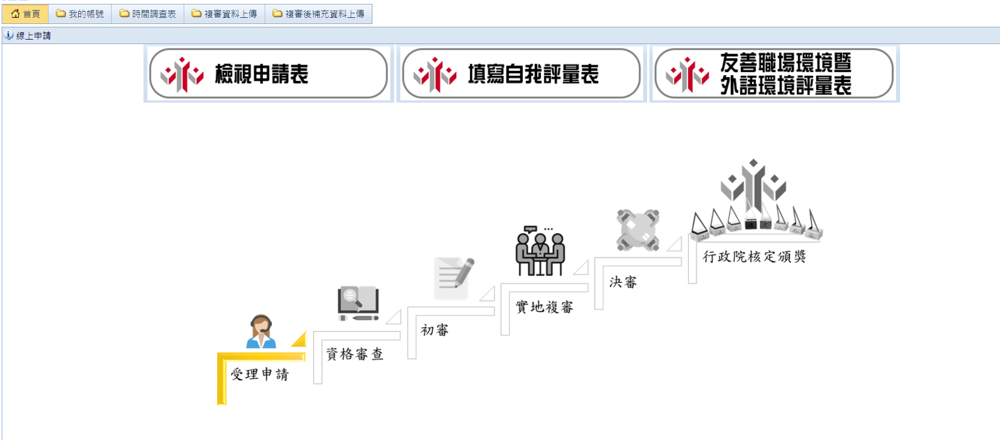 首頁
我的帳號
時間調查表
複審資料上傳
複審後補充資料上傳
線上申請
檢視申請表
填寫自我評量表
友善職場環境暨
外語環境評量表
行政院核定頒獎
決審
實地複審
初審
資格審查
受理申請